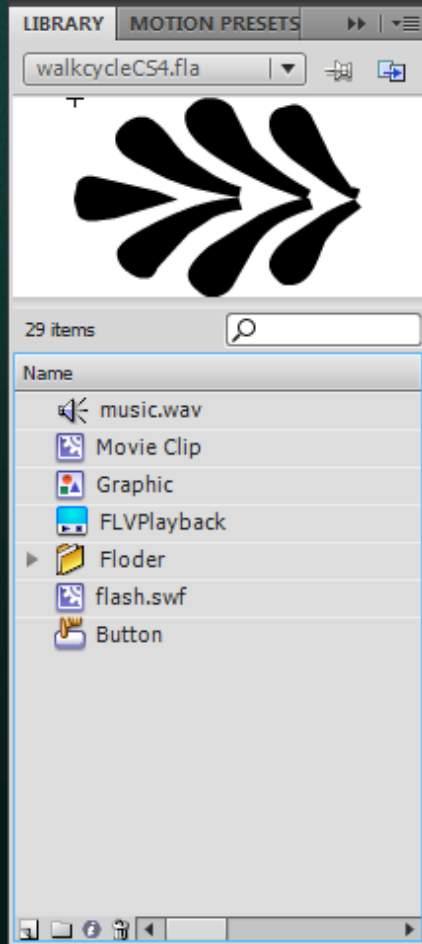 LIBRARY MOTION PRESETS
walkcycleCS4.fla
29 items
Name
music.wav
Movie Clip
Graphic
FLVPlayback
Floder
flash.swf
Button